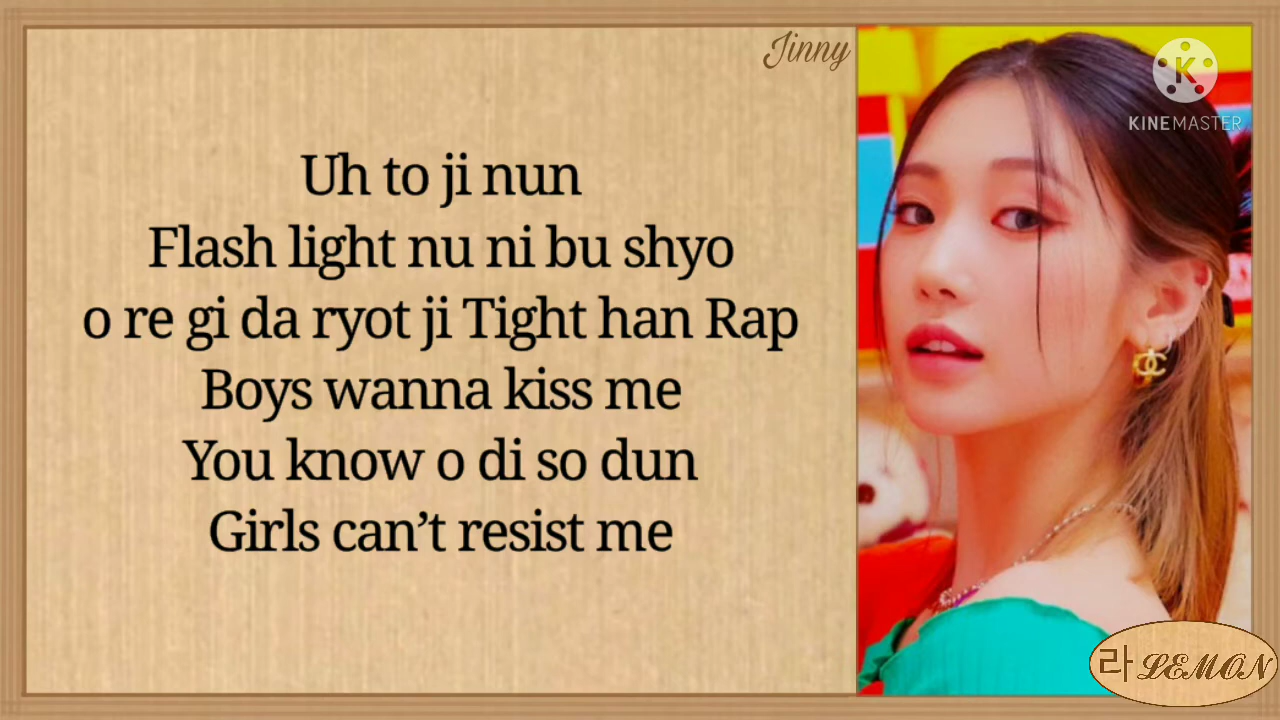 Jinny
Uh to ji nun
Flash light nu ni bu shyo
o re gi da ryot ji Tight han Rap
Boys wanna kiss me
You know o di so dun
Girls can’t resist me
K
KINEMASTER
라 LEMON